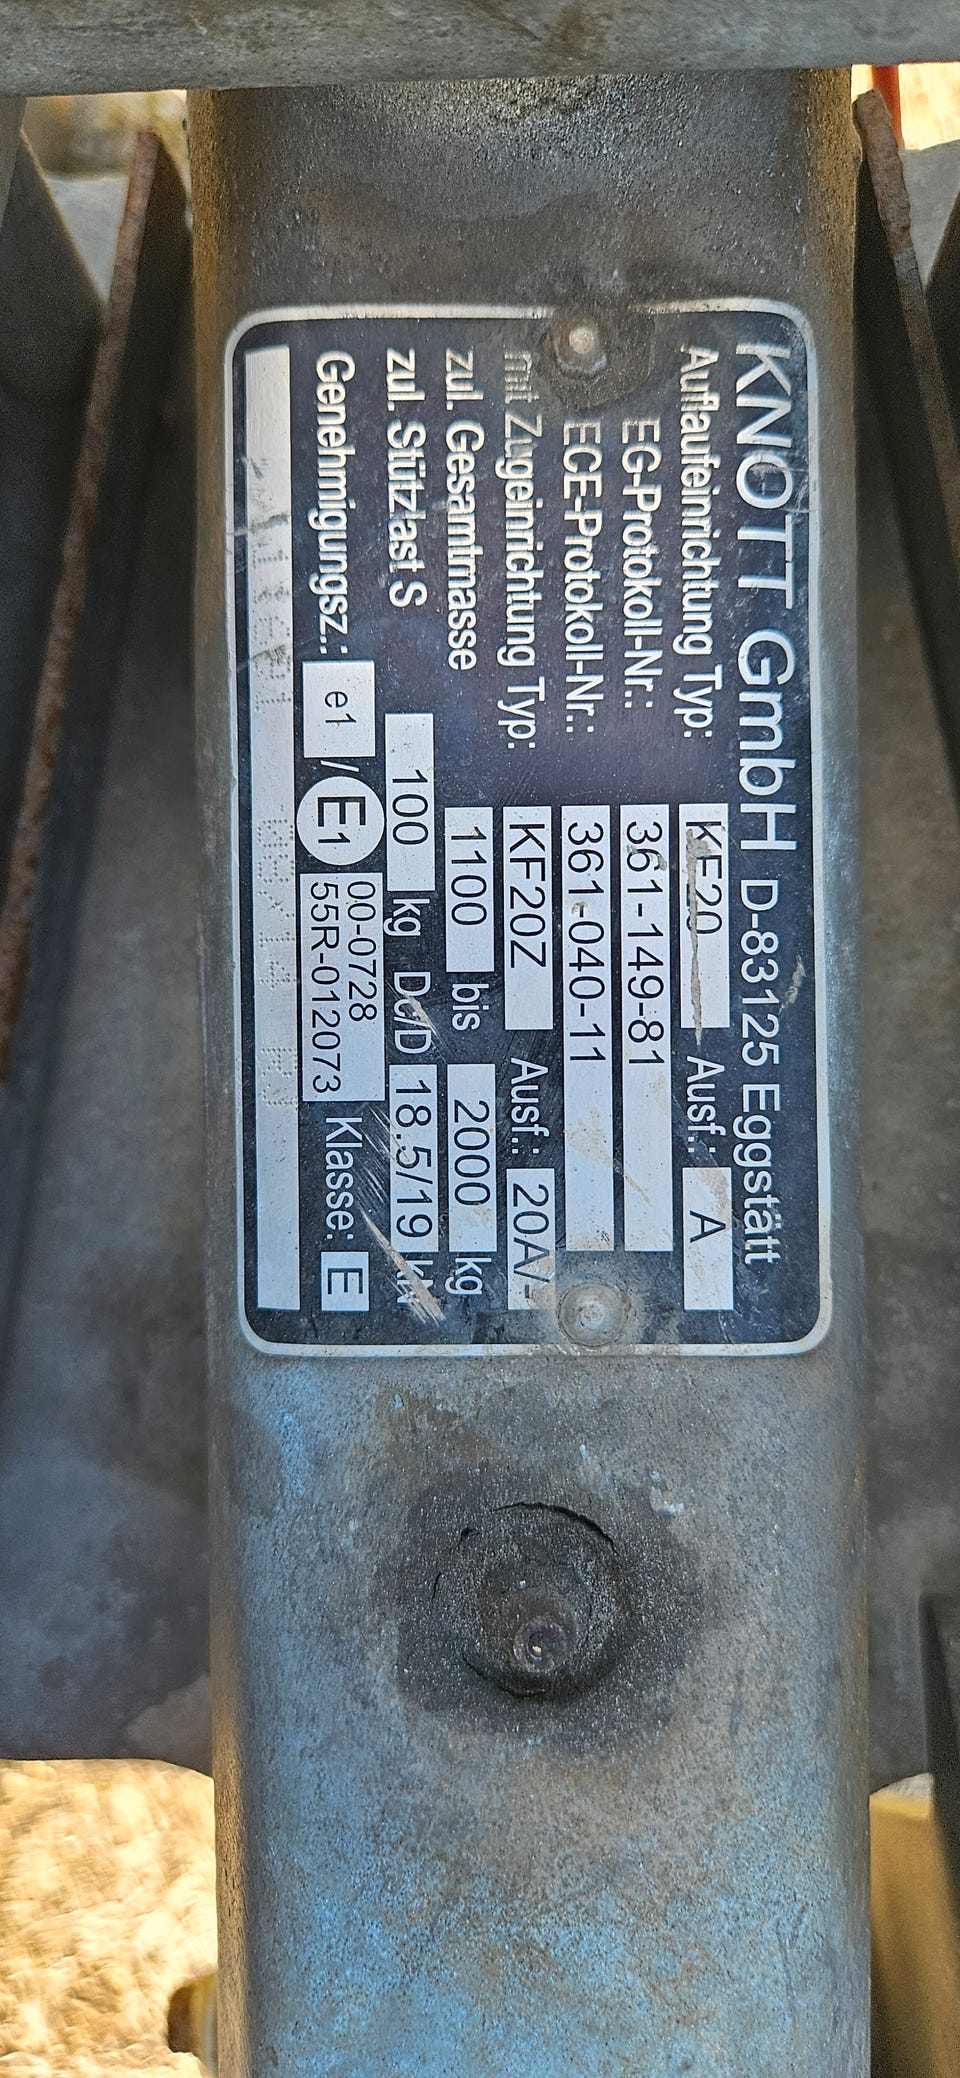 KNOTT GmbH D-83125 Eggstätt
Auflaufeinrichtung Typ: KF20 Ausf.: A
EG-Protokoll-Nr.: 361-149-81
ECE-Protokoll-Nr.: 361-040-11
mit Zugeinrichtung Typ: KF20Z Ausf.: 20A/-
zul. Gesamtmasse 1100 bis 2000 kg
zul. Stützlast S 100 kg Dc/D 18.5/19 kN
Genehmigungsz.: e1 / E1 00-0728 Klasse: E
55R-012073